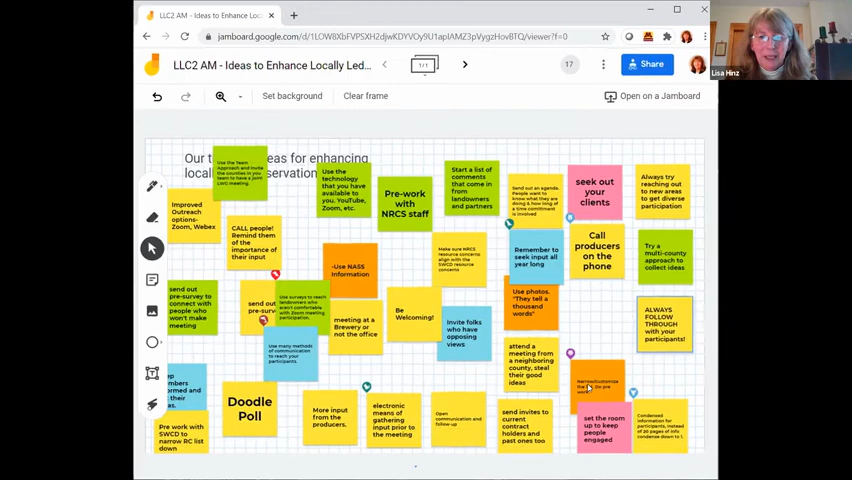 LLC2 AM - Ideas to Enhance Locally Loc...
jamboard.google.com/d/1LOW8XbFVPSXH2djwKDYVOy9U1apIAMZ3pVygzHovBTQ/viewer?f=0
LLC2 AM - Ideas to Enhance Locally Led...
1/1
17
Share
Set background
Clear frame
Open on a Jamboard
Lisa Hinz
Our t
eas for enhancing
loca
servation
Use the Team
Approach and invite
the counties in you
team to have a joint
LWG meeting.
Use the
technology
that you have
available to
you. YouTube,
Zoom, etc.
Pre-work
with
NRCS staff
Start a list of
comments
that come in
from
landowners
and partners
Send out an agenda.
People want to
know what they are
doing & how long of
a time commitment
is involved
seek out
your
clients
Always try
reaching out
to new areas
to get diverse
participation
Improved
Outreach
options-
Zoom, Webex
CALL people!
Remind them
of the
importance of
their input
-Use NASS
Information
Make sure NRCS
resource concerns
align with the
SWCD resource
concerns
Remember to
seek input all
year long
Call
producers
on the
phone
Try a
multi-county
approach to
collect ideas
send out
pre-survey to
connect with
people who
won't make
meeting
send out
pre-surv
Use surveys to reach
landowners who
aren't comfortable
with Zoom meeting
participation.
meeting at a
Brewery or
not the office
Be
Welcoming!
Invite folks
who have
opposing
views
Use photos.
"They tell a
thousand
words"
ALWAYS
FOLLOW
THROUGH
with your
participants!
Use many methods
of communication to
reach your
participants.
attend a
meeting from a
neighboring
county, steal
their good
ideas
ep
mbers
ormed and
their
as.
Doodle
Poll
More input
from the
producers.
electronic
means of
gathering
input prior to
the meeting
Open
communication and
follow-up
send invites to
current
contract
holders and
past ones too
set the room
up to keep
people
engaged
Condensed
information for
participants, instead
of 20 pages of info
condense down to 1.
Pre work with
SWCD to
narrow RC list
down